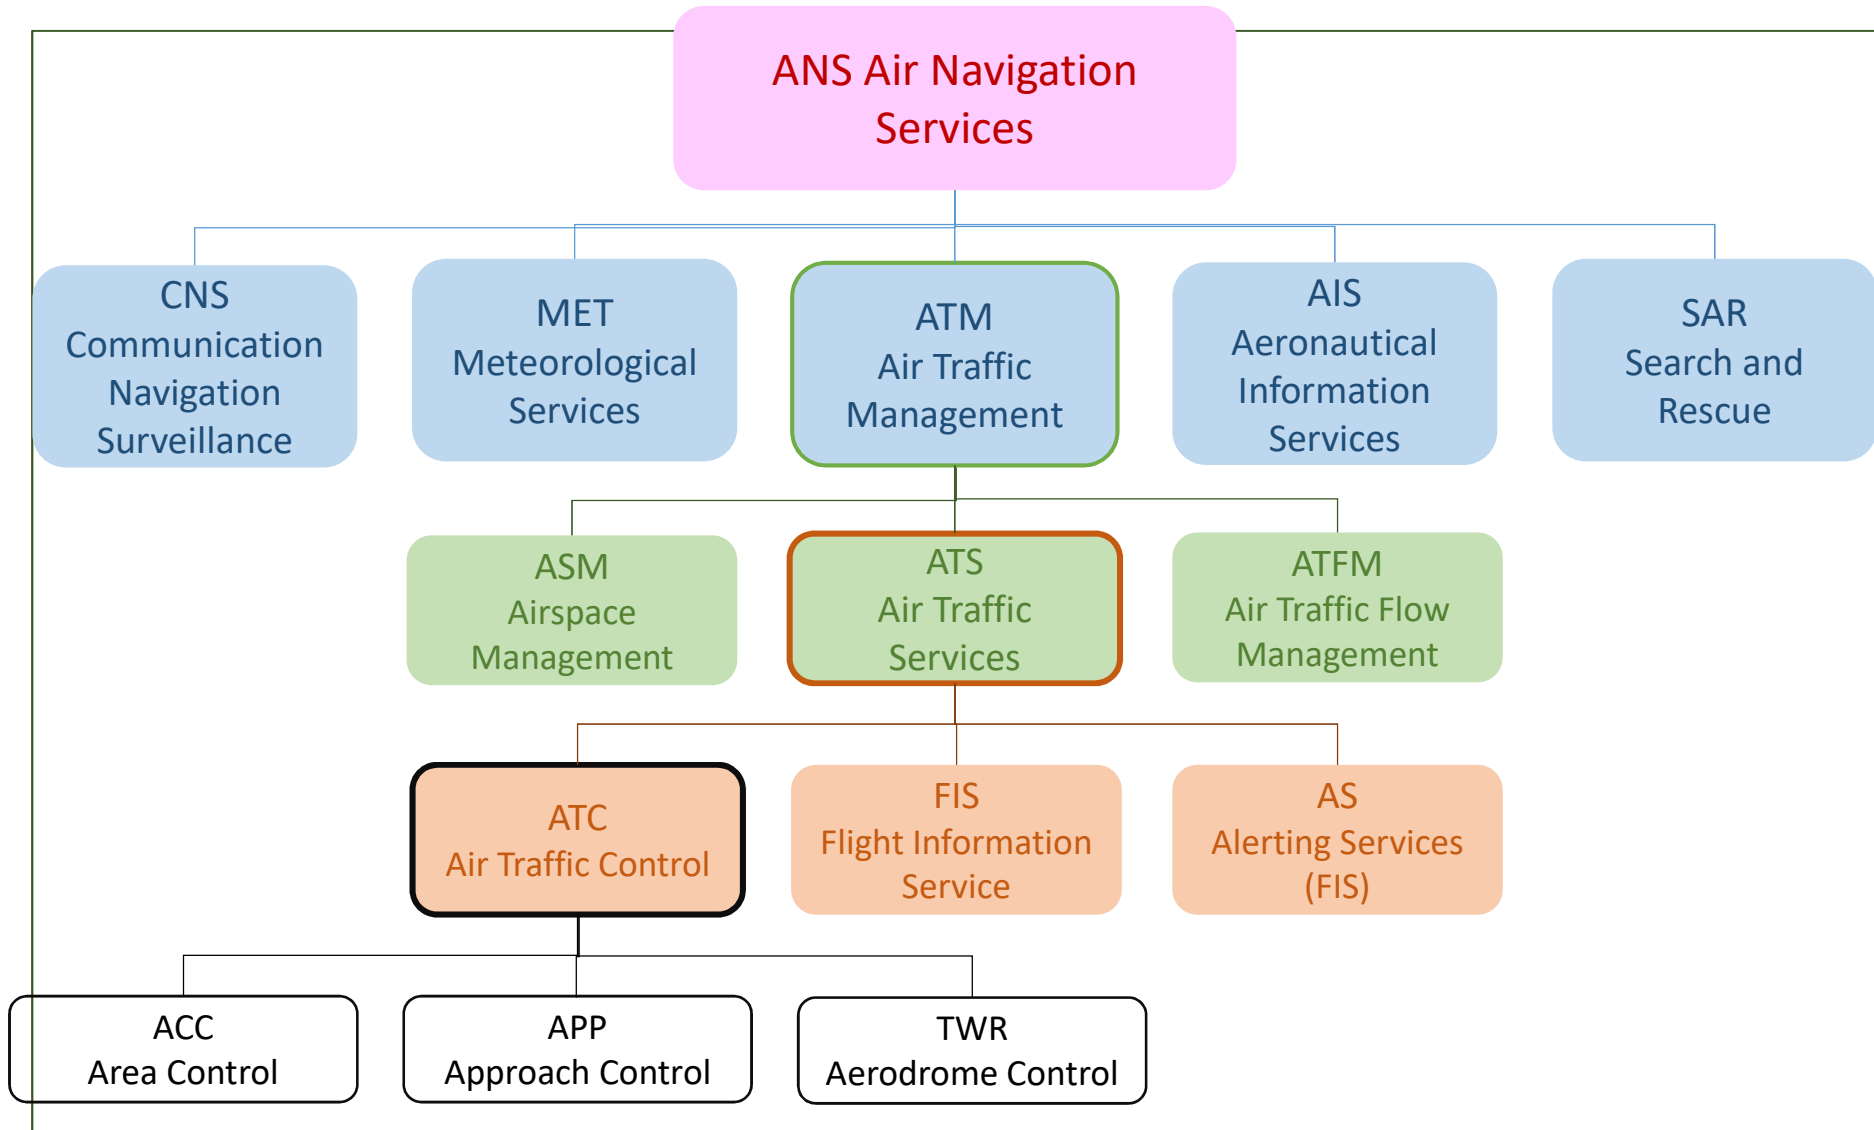 ANS Air Navigation
Services
CNS
Communication
Navigation
Surveillance
MET
Meteorological
Services
ATM
Air Traffic
Management
AIS
Aeronautical
Information
Services
SAR
Search and
Rescue
ASM
Airspace
Management
ATS
Air Traffic
Services
ATFM
Air Traffic Flow
Management
ATC
Air Traffic Control
FIS
Flight Information
Service
AS
Alerting Services
(FIS)
ACC
Area Control
APP
Approach Control
TWR
Aerodrome Control